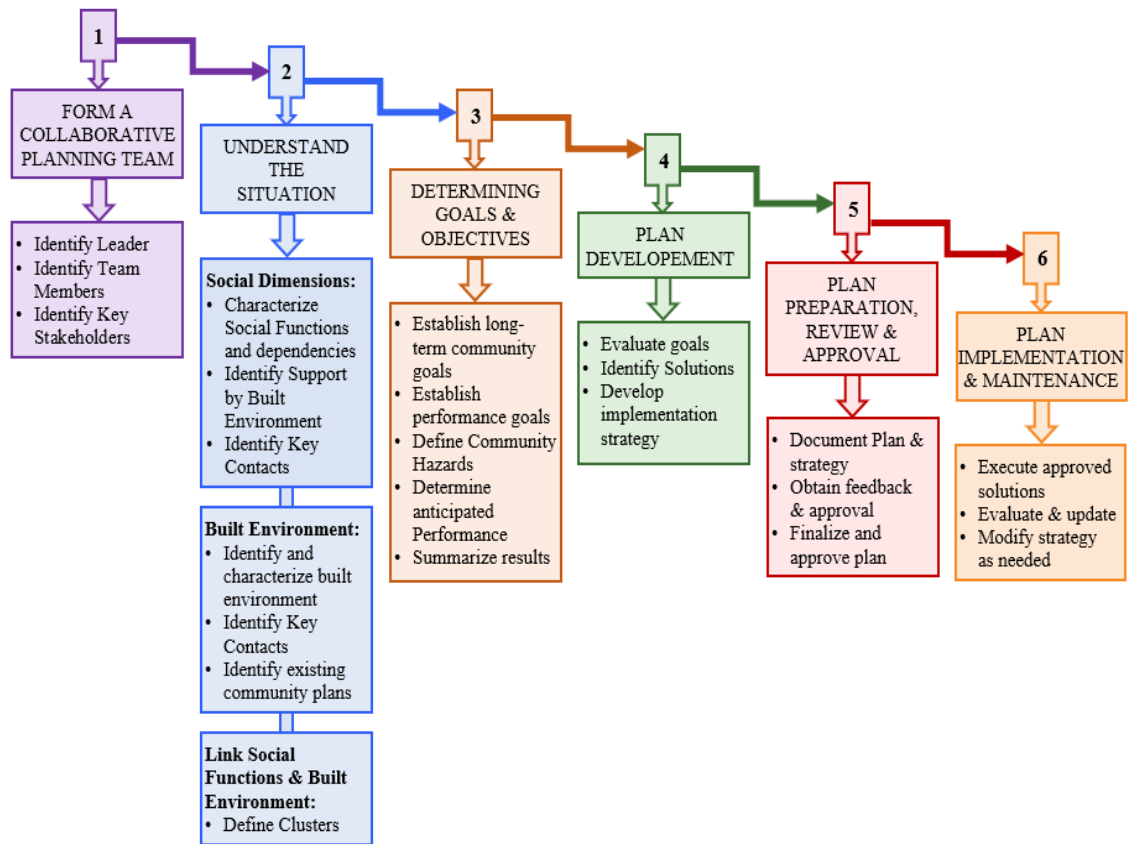 1
FORM A
COLLABORATIVE
PLANNING TEAM
• Identify Leader
• Identify Team
Members
• Identify Key
Stakeholders
2
UNDERSTAND
THE
SITUATION
Social Dimensions:
• Characterize
Social Functions
and dependencies
• Identify Support
by Built
Environment
• Identify Key
Contacts
Built Environment:
• Identify and
characterize built
environment
• Identify Key
Contacts
• Identify existing
community plans
Link Social
Functions & Built
Environment:
• Define Clusters
3
DETERMINING
GOALS &
OBJECTIVES
• Establish long-
term community
goals
• Establish
performance goals
• Define Community
Hazards
• Determine
anticipated
Performance
• Summarize results
4
PLAN
DEVELOPEMENT
• Evaluate goals
• Identify Solutions
• Develop
implementation
strategy
5
PLAN
PREPARATION,
REVIEW &
APPROVAL
• Document Plan &
strategy
• Obtain feedback
& approval
• Finalize and
approve plan
6
PLAN
IMPLEMENTATION
& MAINTENANCE
• Execute approved
solutions
• Evaluate & update
• Modify strategy
as needed